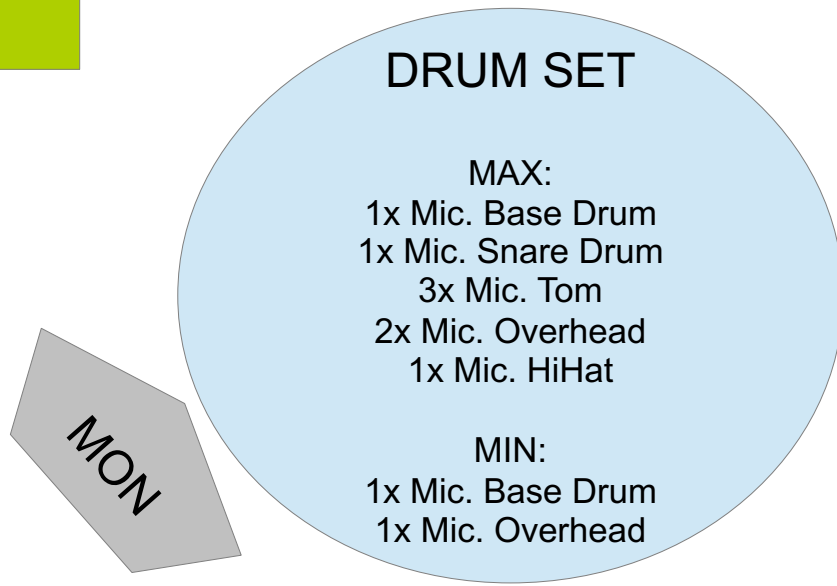 DRUM SET
MAX:
1x Mic. Base Drum
1x Mic. Snare Drum
3x Mic. Tom
2x Mic. Overhead
1x Mic. HiHat
MIN:
1x Mic. Base Drum
1x Mic. Overhead
MON